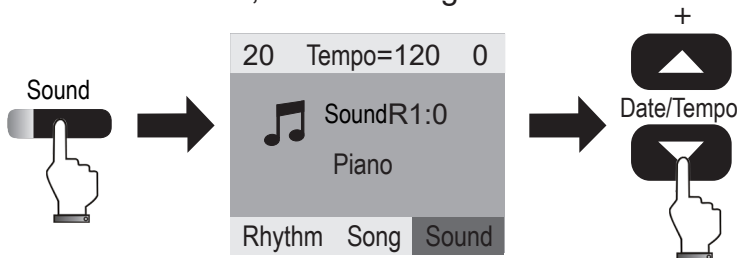 Sound
20 Tempo=120 0
SoundR1:0
Piano
Rhythm Song Sound
+
Date/Tempo